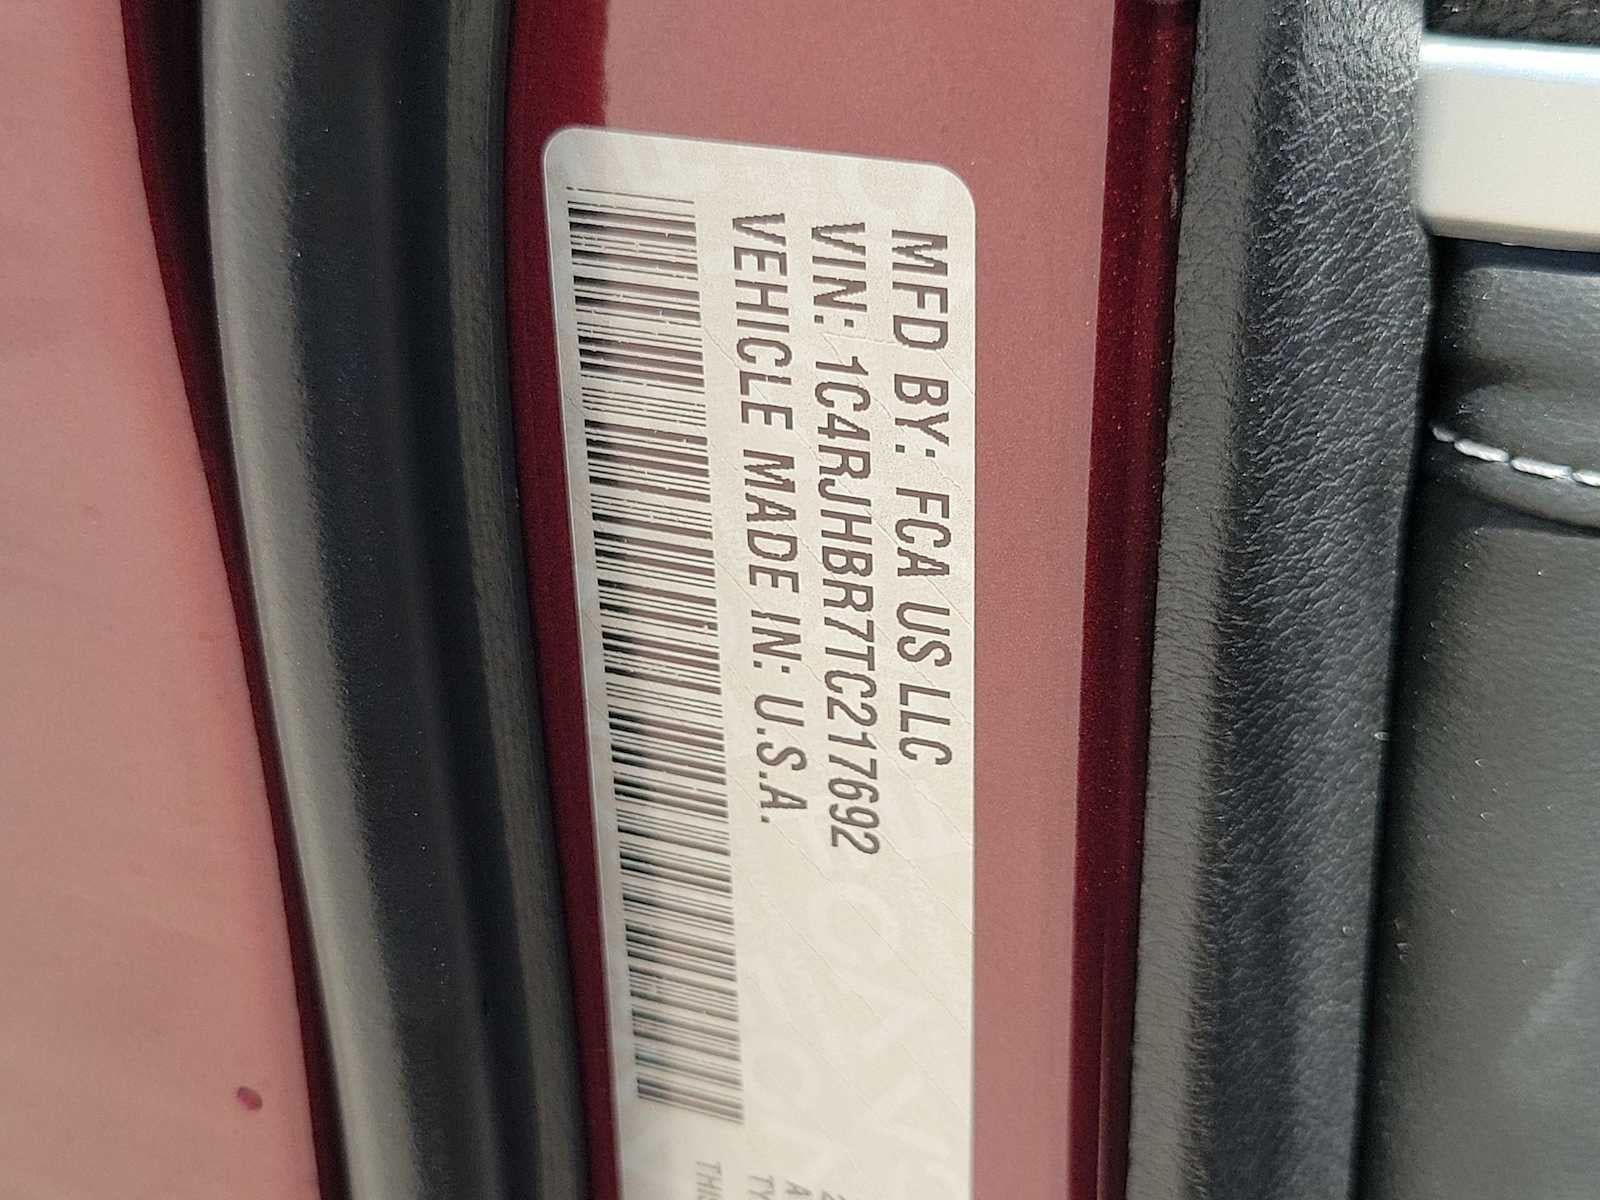 MFD BY: FCA US LLC
VIN: 1C4RJHBR7TC217692
VEHICLE MADE IN: U.S.A.